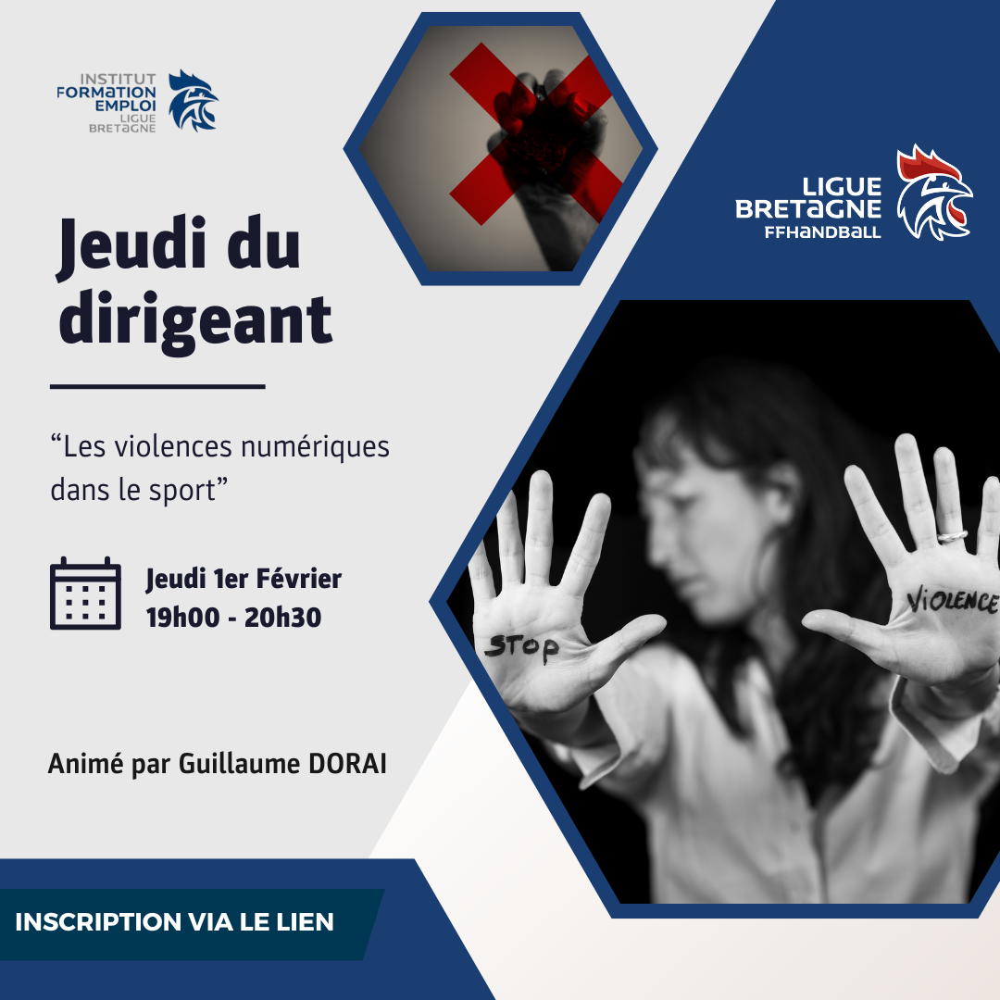 INSTITUT
FORMATION
EMPLOI
LIGUE
BRETAGNE
LIGUE
BRETAGNE
FFHANDBALL
Jeudi du
dirigeant
“Les violences numériques
dans le sport”
Jeudi 1er Février
19h00 - 20h30
STOP
VIOLENCE
Animé par Guillaume DORAI
INSCRIPTION VIA LE LIEN